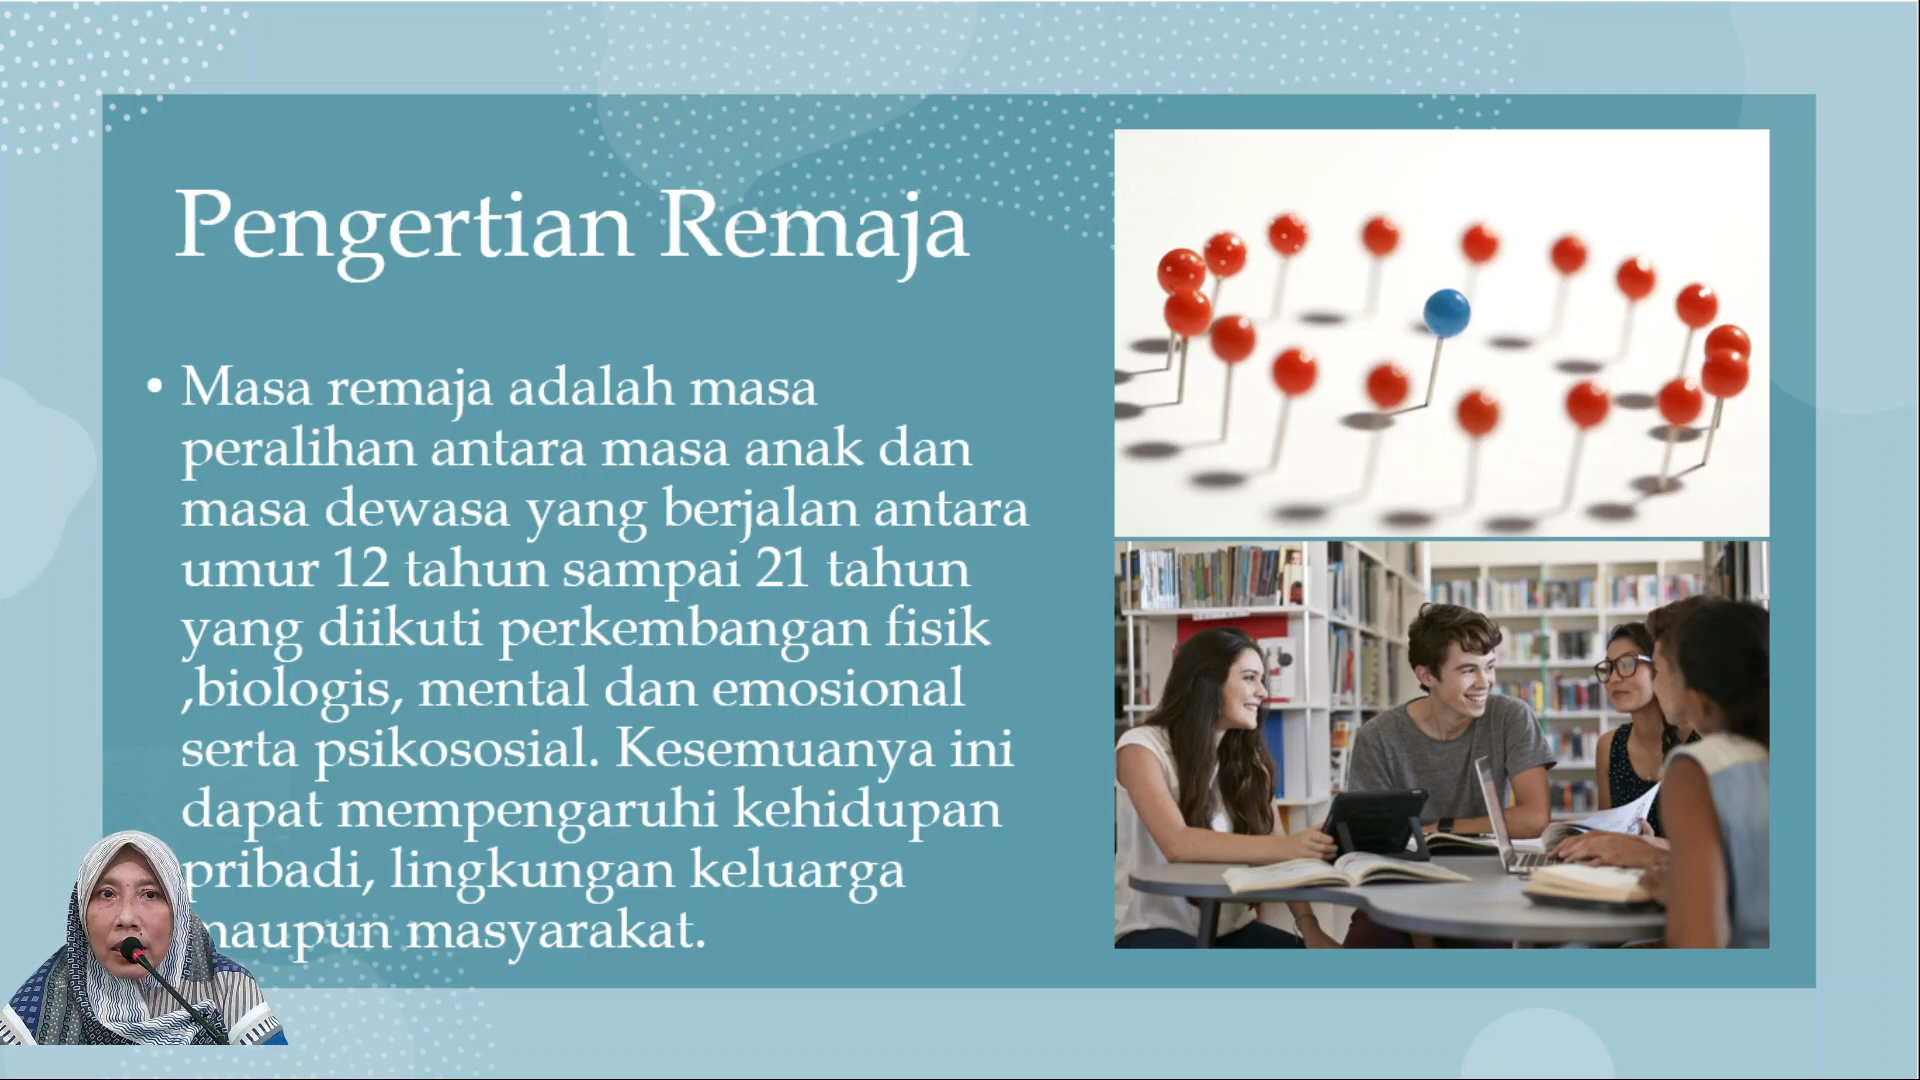 Pengertian Remaja
• Masa remaja adalah masa
peralihan antara masa anak dan
masa dewasa yang berjalan antara
umur 12 tahun sampai 21 tahun
yang diikuti perkembangan fisik
,biologis, mental dan emosional
serta psikososial. Kesemuanya ini
dapat mempengaruhi kehidupan
pribadi, lingkungan keluarga
maupun masyarakat.